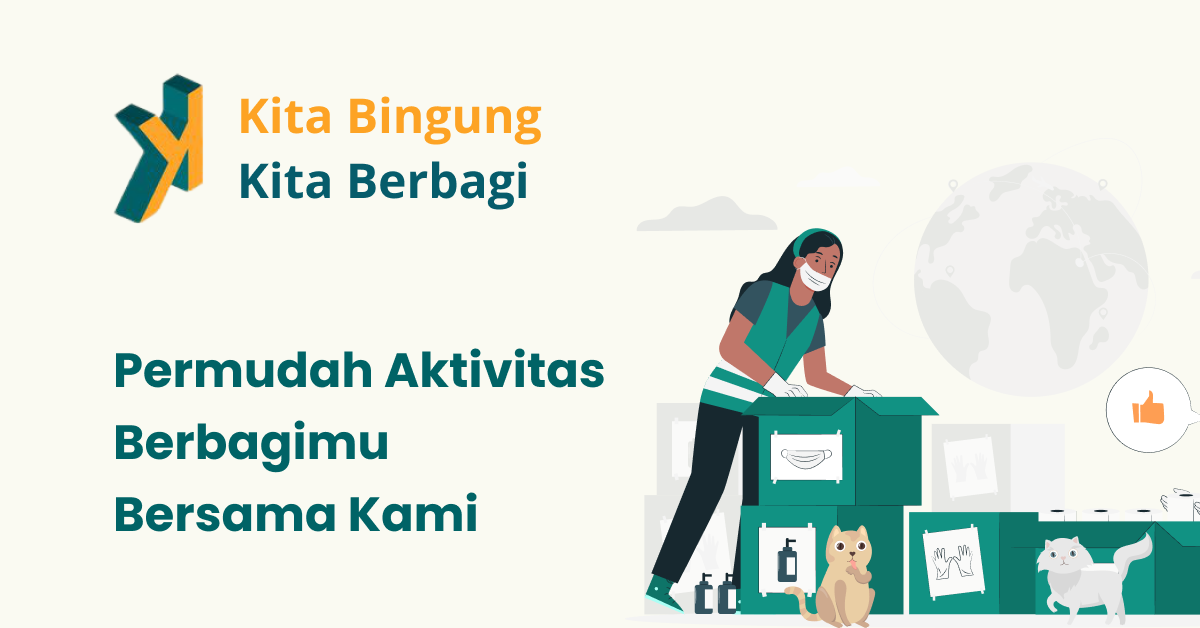 Kita Bingung
Kita Berbagi
Permudah Aktivitas
Berbagimu
Bersama Kami